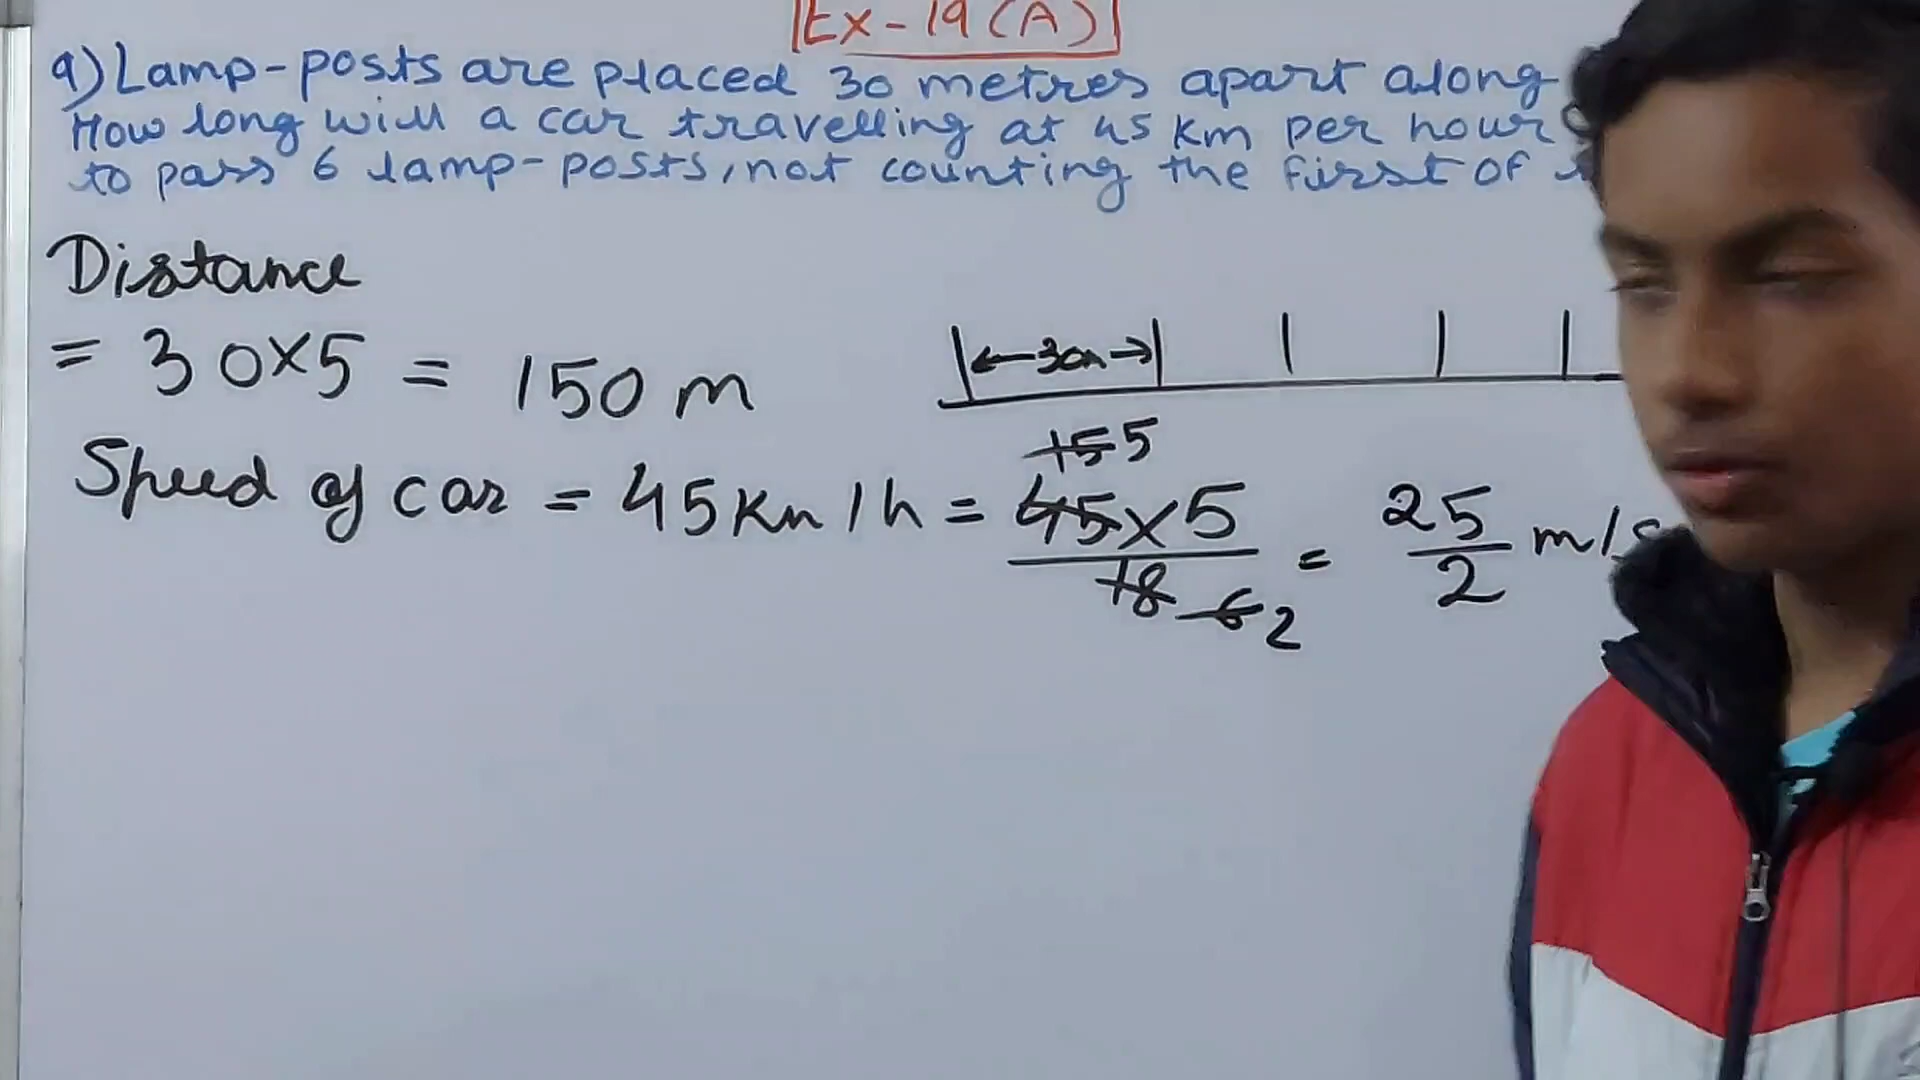 Ex-19(A)
9) Lamp-posts are placed 30 metres apart along
How long will a car travelling at 45 Km per hour
to pass 6 lamp-posts, not counting the first of
Distance
= 30×5 = 150 m
←30m→
15 5
Speed of car = 45Km/h = 45×5 = 25 m/s
18 6 2 2